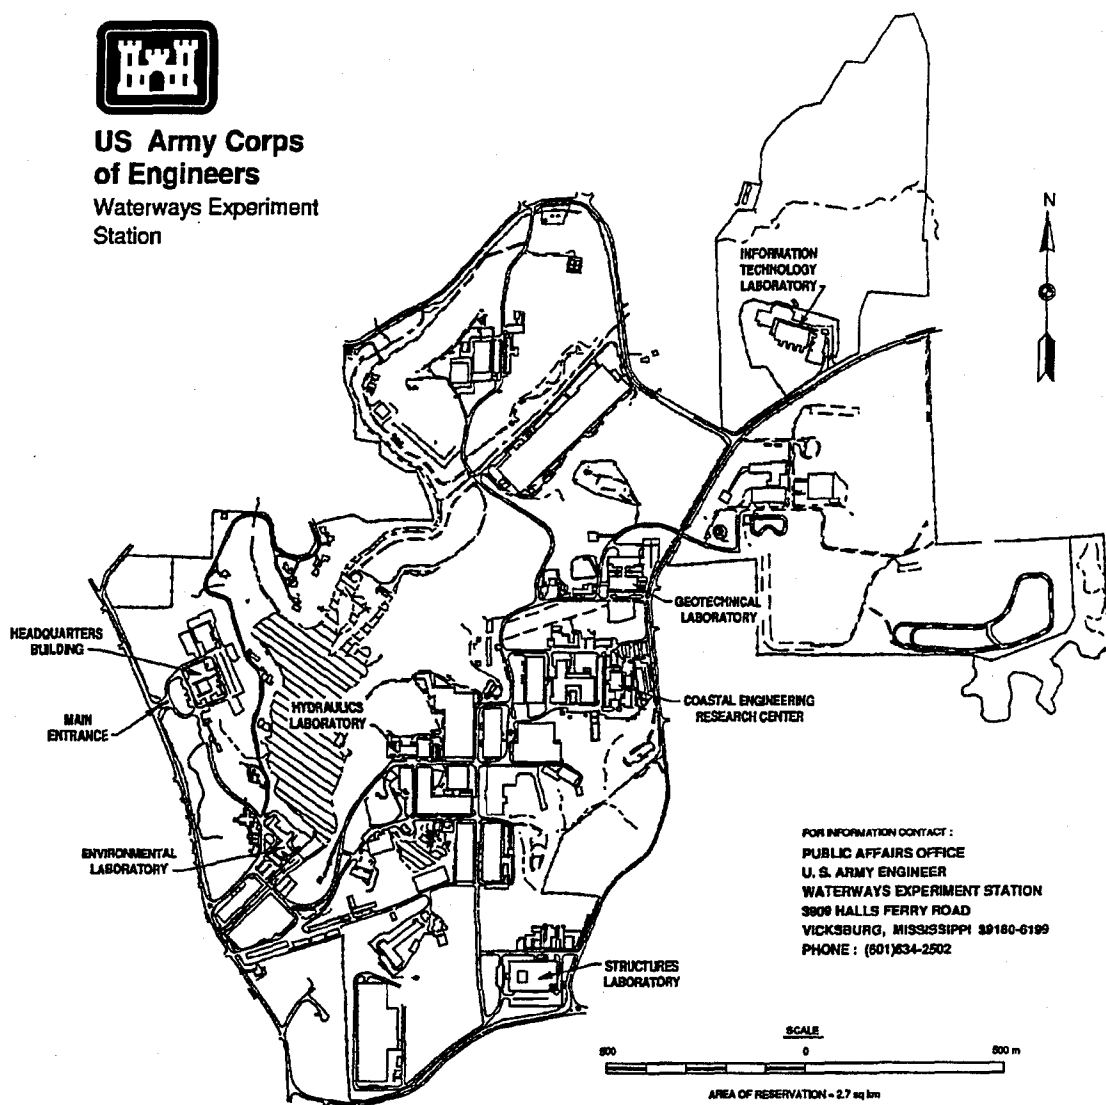 US Army Corps
of Engineers
Waterways Experiment
Station
N
INFORMATION
TECHNOLOGY
LABORATORY
GEOTECHNICAL
LABORATORY
HEADQUARTERS
BUILDING
MAIN
ENTRANCE
HYDRAULICS
LABORATORY
COASTAL ENGINEERING
RESEARCH CENTER
ENVIRONMENTAL
LABORATORY
FOR INFORMATION CONTACT :
PUBLIC AFFAIRS OFFICE
U. S. ARMY ENGINEER
WATERWAYS EXPERIMENT STATION
3909 HALLS FERRY ROAD
VICKSBURG, MISSISSIPPI 39180-6199
PHONE : (601)634-2502
STRUCTURES
LABORATORY
SCALE
500 0 500 m
AREA OF RESERVATION = 2.7 sq km